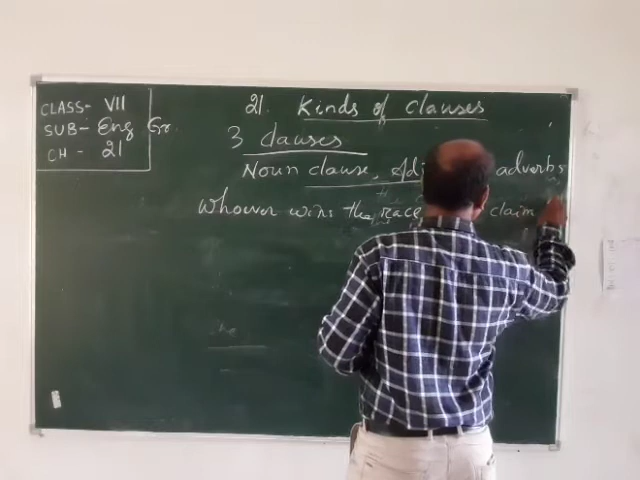 CLASS- VII
SUB- Eng Gr.
CH - 21
21. Kinds of clauses
3 clauses
Noun clause, Adj adverbs
Whoever wins the race claim